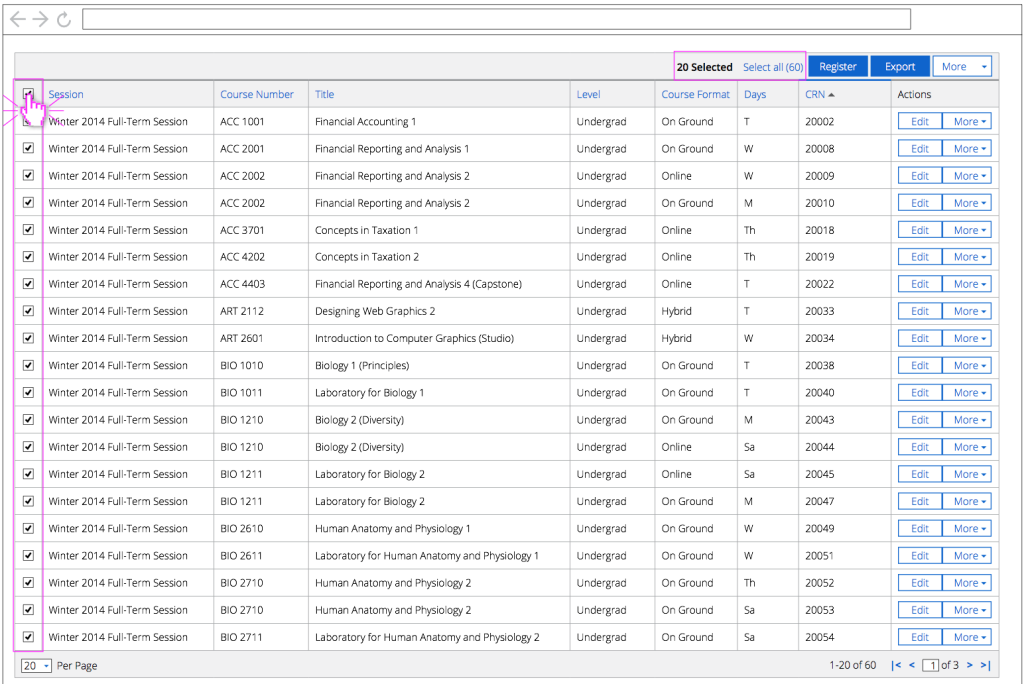 20 Selected Select all (60) Register Export More
Session Course Number Title Level Course Format Days CRN Actions
Winter 2014 Full-Term Session ACC 1001 Financial Accounting 1 Undergrad On Ground T 20002 Edit More
Winter 2014 Full-Term Session ACC 2001 Financial Reporting and Analysis 1 Undergrad On Ground W 20008 Edit More
Winter 2014 Full-Term Session ACC 2002 Financial Reporting and Analysis 2 Undergrad Online W 20009 Edit More
Winter 2014 Full-Term Session ACC 2002 Financial Reporting and Analysis 2 Undergrad On Ground M 20010 Edit More
Winter 2014 Full-Term Session ACC 3701 Concepts in Taxation 1 Undergrad Online Th 20018 Edit More
Winter 2014 Full-Term Session ACC 4202 Concepts in Taxation 2 Undergrad Online Th 20019 Edit More
Winter 2014 Full-Term Session ACC 4403 Financial Reporting and Analysis 4 (Capstone) Undergrad Online T 20022 Edit More
Winter 2014 Full-Term Session ART 2112 Designing Web Graphics 2 Undergrad Hybrid T 20033 Edit More
Winter 2014 Full-Term Session ART 2601 Introduction to Computer Graphics (Studio) Undergrad Hybrid W 20034 Edit More
Winter 2014 Full-Term Session BIO 1010 Biology 1 (Principles) Undergrad On Ground T 20038 Edit More
Winter 2014 Full-Term Session BIO 1011 Laboratory for Biology 1 Undergrad On Ground T 20040 Edit More
Winter 2014 Full-Term Session BIO 1210 Biology 2 (Diversity) Undergrad On Ground M 20043 Edit More
Winter 2014 Full-Term Session BIO 1210 Biology 2 (Diversity) Undergrad Online Sa 20044 Edit More
Winter 2014 Full-Term Session BIO 1211 Laboratory for Biology 2 Undergrad Online Sa 20045 Edit More
Winter 2014 Full-Term Session BIO 1211 Laboratory for Biology 2 Undergrad On Ground M 20047 Edit More
Winter 2014 Full-Term Session BIO 2610 Human Anatomy and Physiology 1 Undergrad On Ground W 20049 Edit More
Winter 2014 Full-Term Session BIO 2611 Laboratory for Human Anatomy and Physiology 1 Undergrad On Ground W 20051 Edit More
Winter 2014 Full-Term Session BIO 2710 Human Anatomy and Physiology 2 Undergrad On Ground Th 20052 Edit More
Winter 2014 Full-Term Session BIO 2710 Human Anatomy and Physiology 2 Undergrad On Ground Sa 20053 Edit More
Winter 2014 Full-Term Session BIO 2711 Laboratory for Human Anatomy and Physiology 2 Undergrad On Ground Sa 20054 Edit More
20 Per Page 1-20 of 60 |< < 1 of 3 > >|